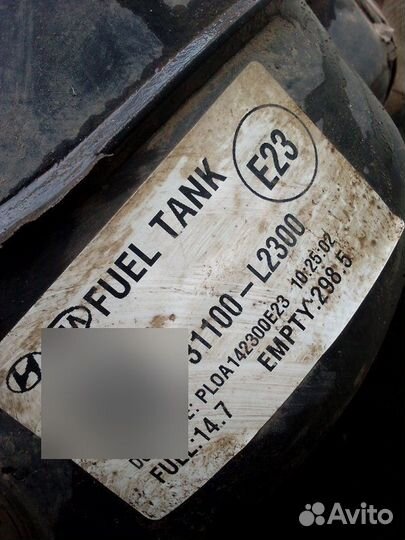 FUEL TANK
E23
31100-L2300
PLOA142300E23 10:25:02
FULL:14.7
EMPTY:298.5
Avito